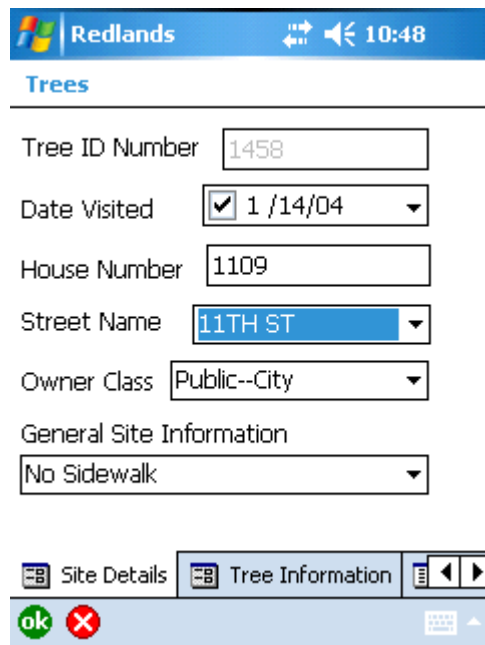 Redlands 10:48
Trees
Tree ID Number 1458
Date Visited 1 /14/04
House Number 1109
Street Name 11TH ST
Owner Class Public--City
General Site Information
No Sidewalk
Site Details Tree Information
ok